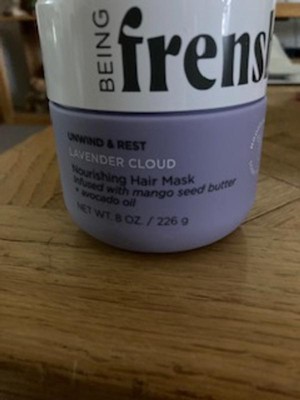 BEING
frens
UNWIND & REST
LAVENDER CLOUD
Nourishing Hair Mask
infused with mango seed butter
+ avocado oil
NET WT. 8 OZ. / 226 g